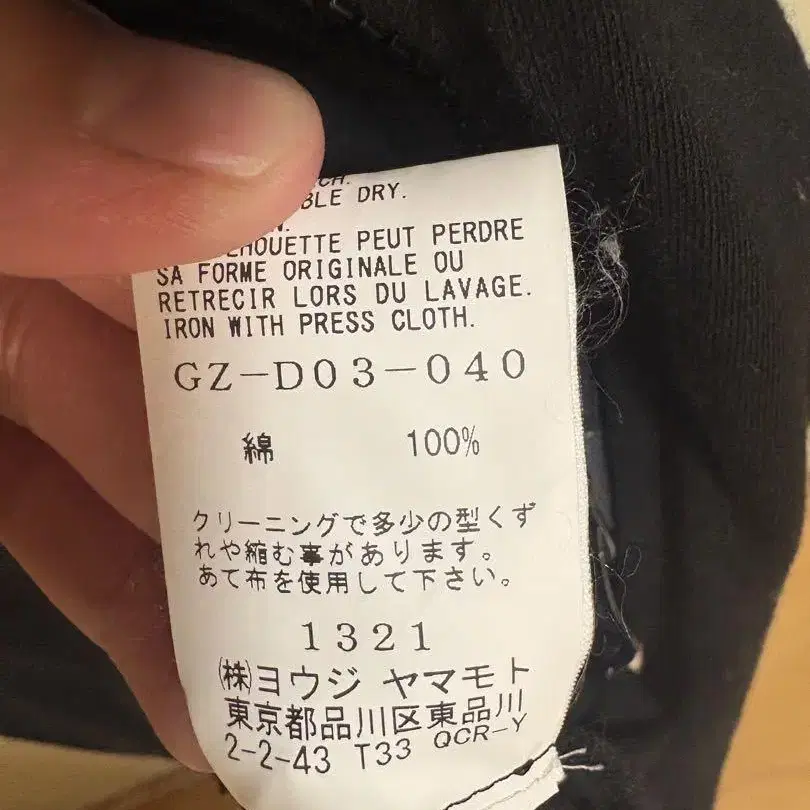 DRY.
PEUT PERDRE
SA FORME ORIGINALE OU
RETRECIR LORS DU LAVAGE.
IRON WITH PRESS CLOTH.
GZ-D03-040
綿 100%
クリーニングで多少の型くず
れや縮む事があります。
あて布を使用して下さい。
1321
㈱ヨウジ ヤマモト
東京都品川区東品川
2-2-43 T33 QCR-Y